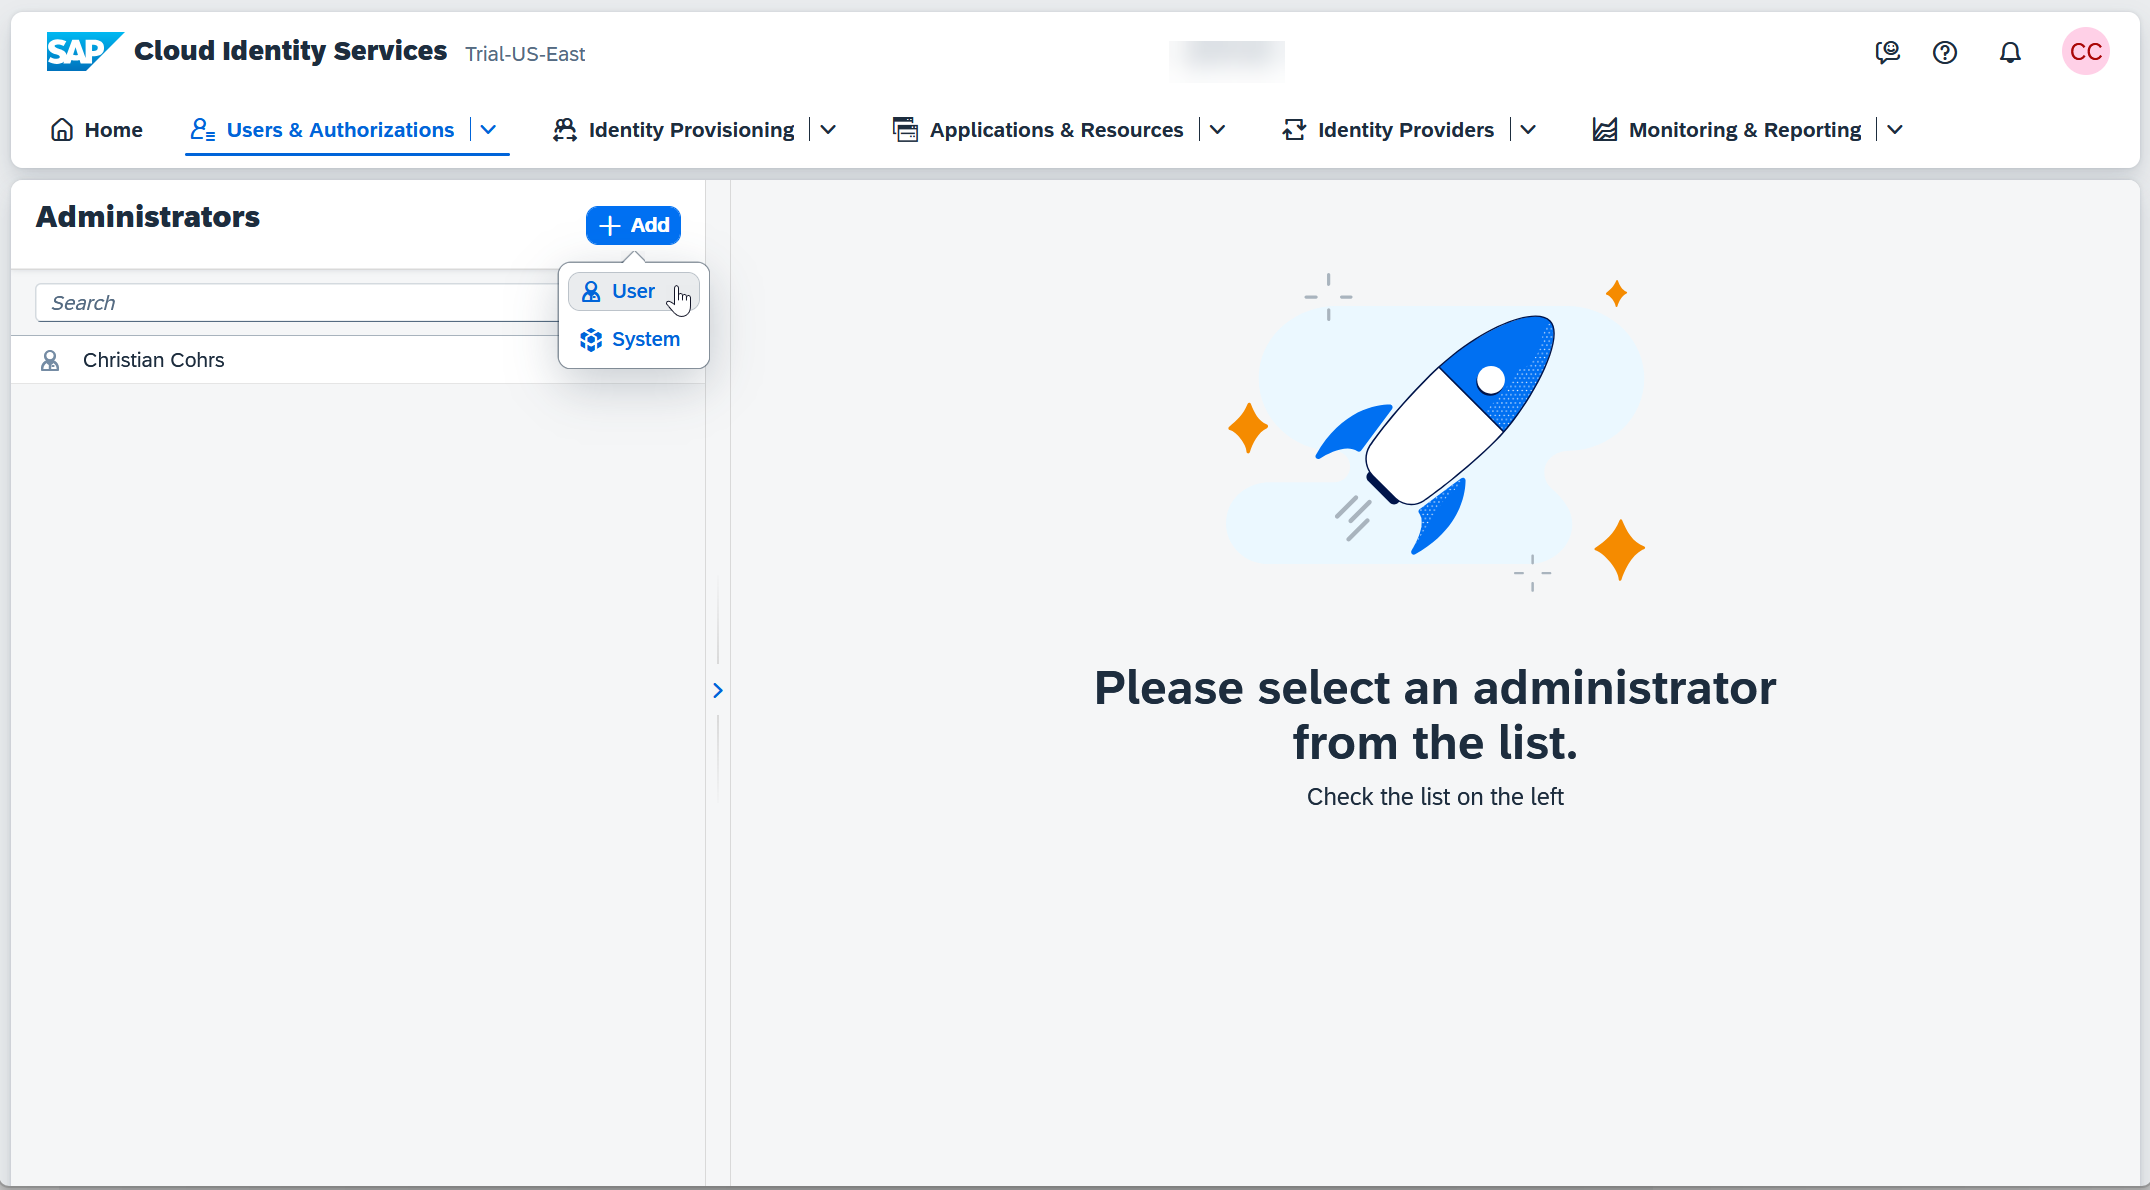 SAP Cloud Identity Services Trial-US-East
CC
Home Users & Authorizations Identity Provisioning Applications & Resources Identity Providers Monitoring & Reporting
Administrators
Add
User
System
Search
Christian Cohrs
Please select an administrator
from the list.
Check the list on the left